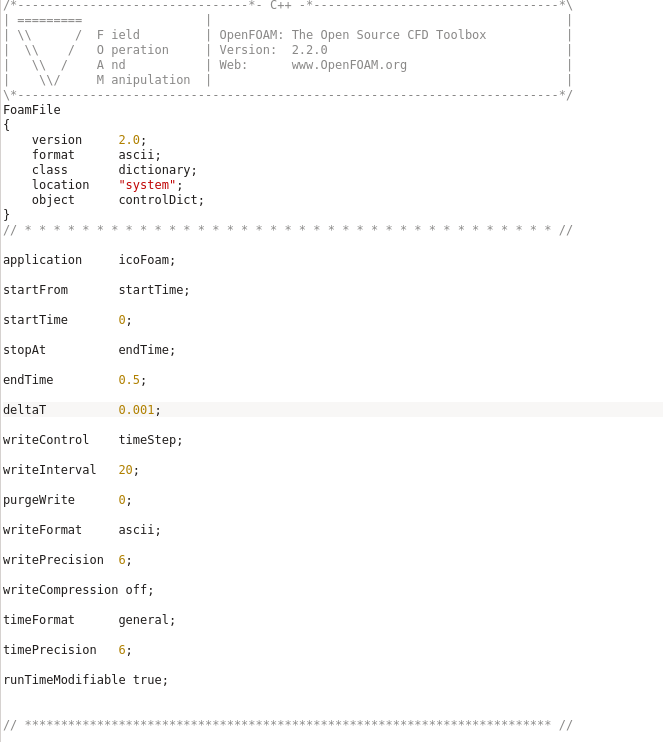 /*--------------------------------*- C++ -*----------------------------------*\
| =========                 |                                                 |
| \\      /  F ield         | OpenFOAM: The Open Source CFD Toolbox           |
|  \\    /   O peration     | Version:  2.2.0                                 |
|   \\  /    A nd           | Web:      www.OpenFOAM.org                      |
|    \\/     M anipulation  |                                                 |
\*---------------------------------------------------------------------------*/
FoamFile
{
    version     2.0;
    format      ascii;
    class       dictionary;
    location    "system";
    object      controlDict;
}
// * * * * * * * * * * * * * * * * * * * * * * * * * * * * * * * * * * * * * //

application     icoFoam;

startFrom       startTime;

startTime       0;

stopAt          endTime;

endTime         0.5;

deltaT          0.001;

writeControl    timeStep;

writeInterval   20;

purgeWrite      0;

writeFormat     ascii;

writePrecision  6;

writeCompression off;

timeFormat      general;

timePrecision   6;

runTimeModifiable true;


// ************************************************************************* //